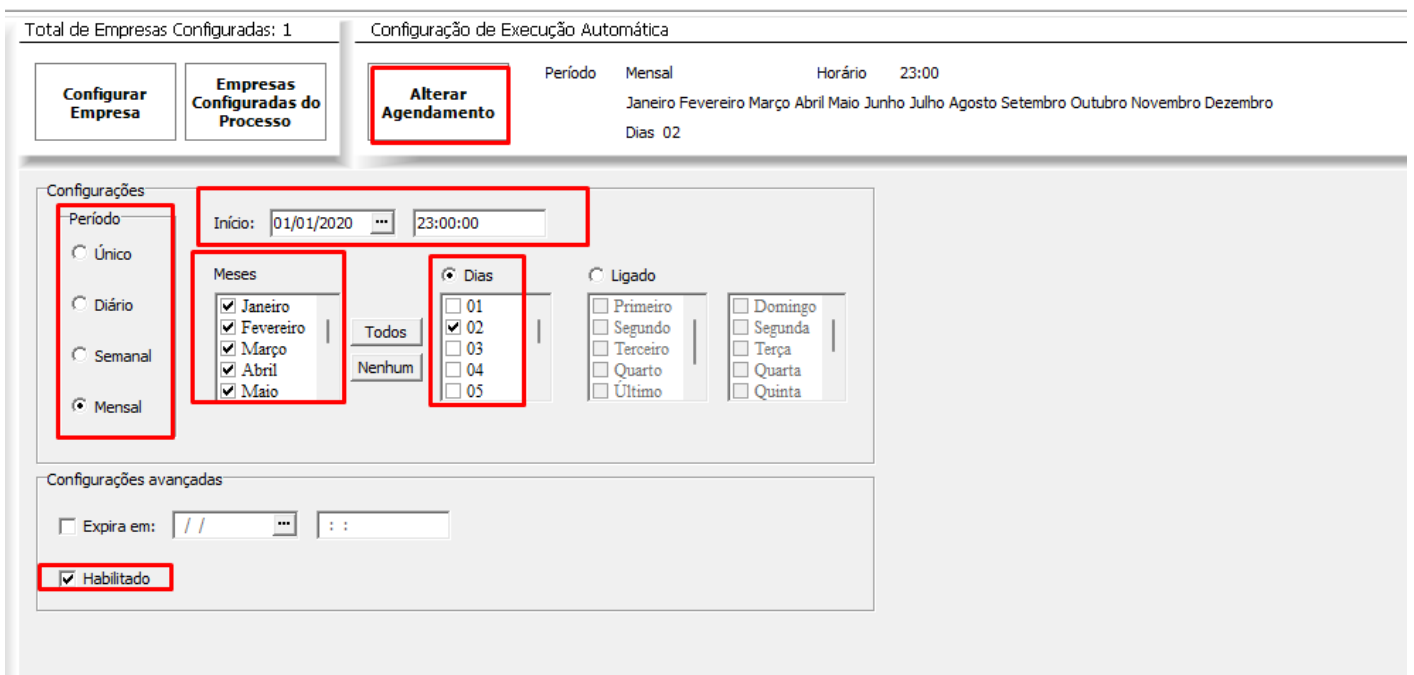 Total de Empresas Configuradas: 1
Configuração de Execução Automática
Configurar
Empresa
Empresas
Configuradas do
Processo
Alterar
Agendamento
Período Mensal Horário 23:00
Janeiro Fevereiro Março Abril Maio Junho Julho Agosto Setembro Outubro Novembro Dezembro
Dias 02
Configurações
Período
Único
Diário
Semanal
Mensal
Início: 01/01/2020 ... 23:00:00
Meses
Janeiro
Fevereiro
Março
Abril
Maio
Todos
Nenhum
Dias
01
02
03
04
05
Ligado
Primeiro
Segundo
Terceiro
Quarto
Último
Domingo
Segunda
Terça
Quarta
Quinta
Configurações avançadas
Expira em: / / ... : :
Habilitado